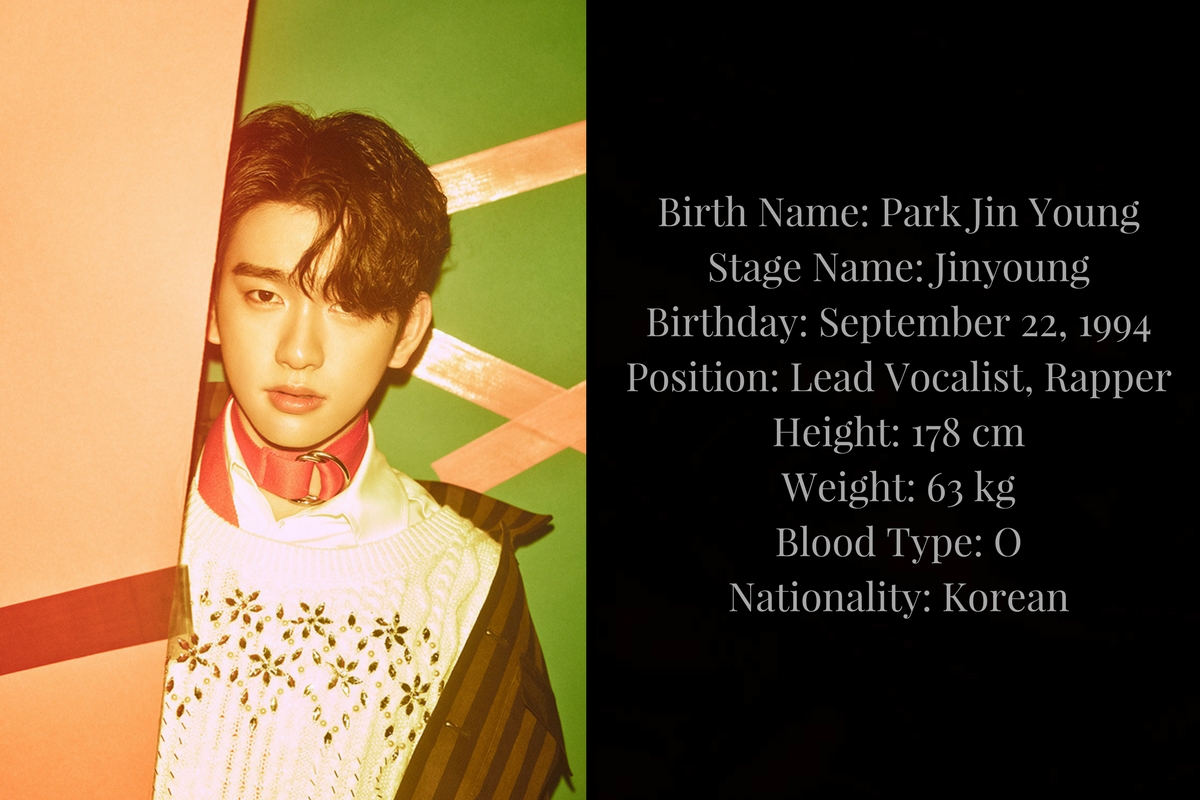 Birth Name: Park Jin Young
Stage Name: Jinyoung
Birthday: September 22, 1994
Position: Lead Vocalist, Rapper
Height: 178 cm
Weight: 63 kg
Blood Type: O
Nationality: Korean